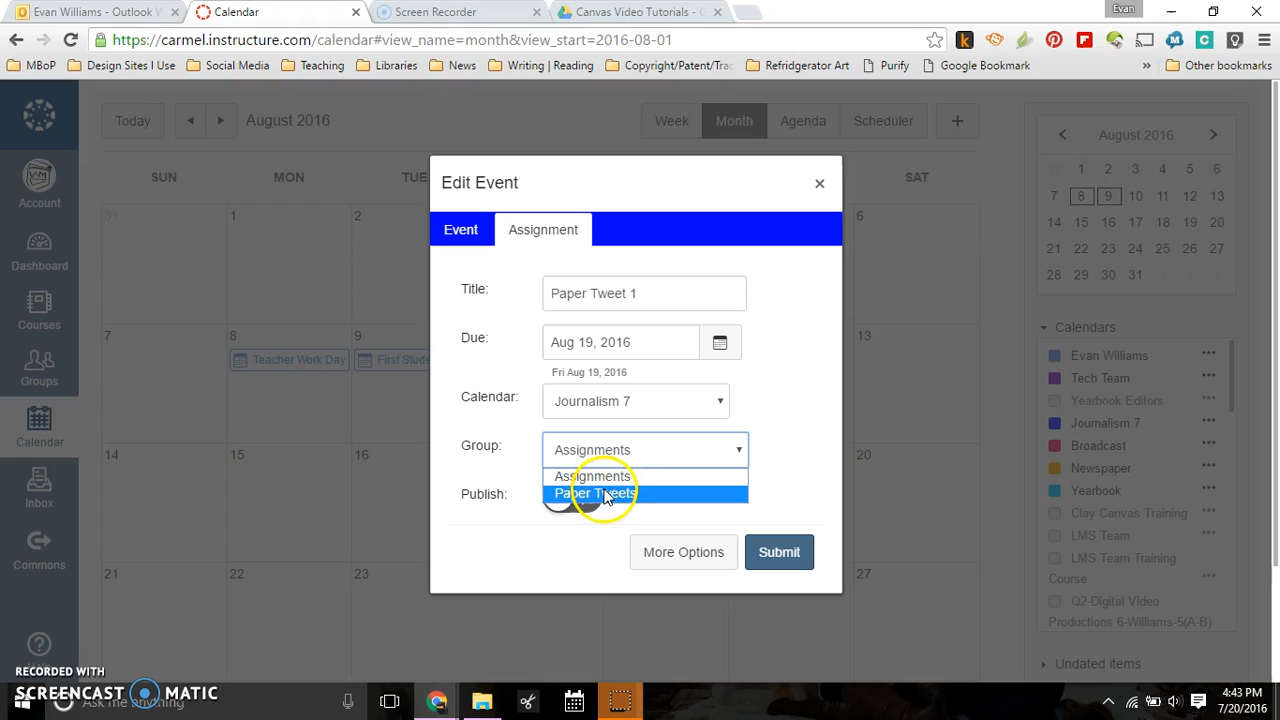 Evan Williams - Outlook W
Calendar
Screen Recorder
Canvas Video Tutorials - G
Evan
https://carmel.instructure.com/calendar#view_name=month&view_start=2016-08-01
MBoP
Design Sites I Use
Social Media
Teaching
Libraries
News
Writing | Reading
Copyright/Patent/Tra
Refridgerator Art
Purify
Google Bookmark
»
Other bookmarks
Today
August 2016
Week
Month
Agenda
Scheduler
+
August 2016
SUN
MON
TUE
SAT
31 1 2 6
7 8 9 13
Teacher Work Day
First Stude
14 15 16 20
21 22 23 27
Account
Dashboard
Courses
Groups
Calendar
Inbox
Commons
Edit Event
×
Event
Assignment
Title:
Paper Tweet 1
Due:
Aug 19, 2016
Fri Aug 19, 2016
Calendar:
Journalism 7
Group:
Assignments
Assignments
Paper Tweets
Publish:
More Options
Submit
1 2 3 4 5 6
7 8 9 10 11 12 13
14 15 16 17 18 19 20
21 22 23 24 25 26 27
28 29 30 31
Calendars
Evan Williams
Tech Team
Yearbook Editors
Journalism 7
Broadcast
Newspaper
Yearbook
Clay Canvas Training
LMS Team
LMS Team Training
Course
Q2-Digital Video
Productions 6-Williams-5(A-B)
Undated items
RECORDED WITH
SCREENCAST MATIC
Ask me anything
4:43 PM
7/20/2016